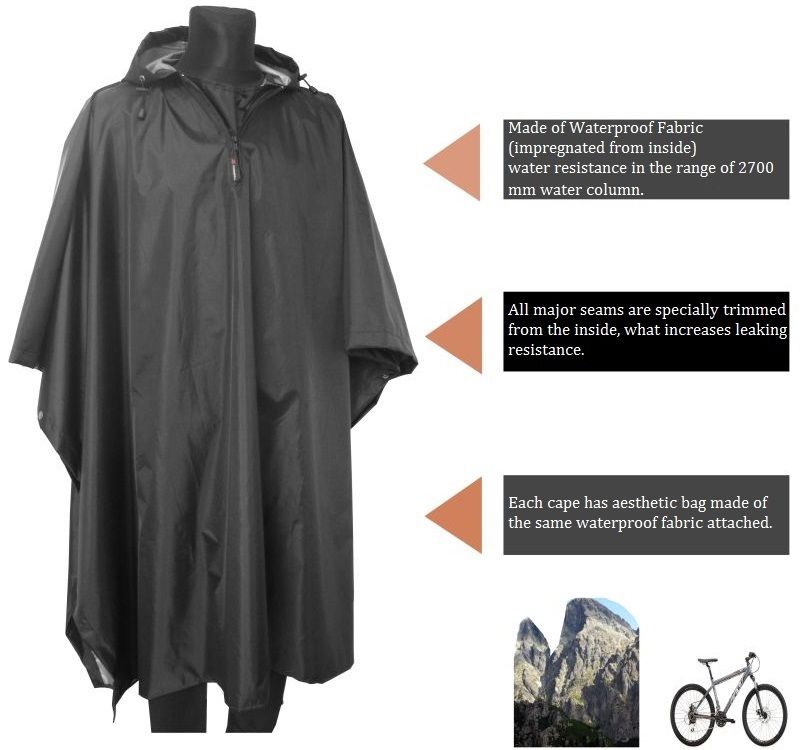 Made of Waterproof Fabric
(impregnated from inside)
water resistance in the range of 2700
mm water column.
All major seams are specially trimmed
from the inside, what increases leaking
resistance.
Each cape has aesthetic bag made of
the same waterproof fabric attached.